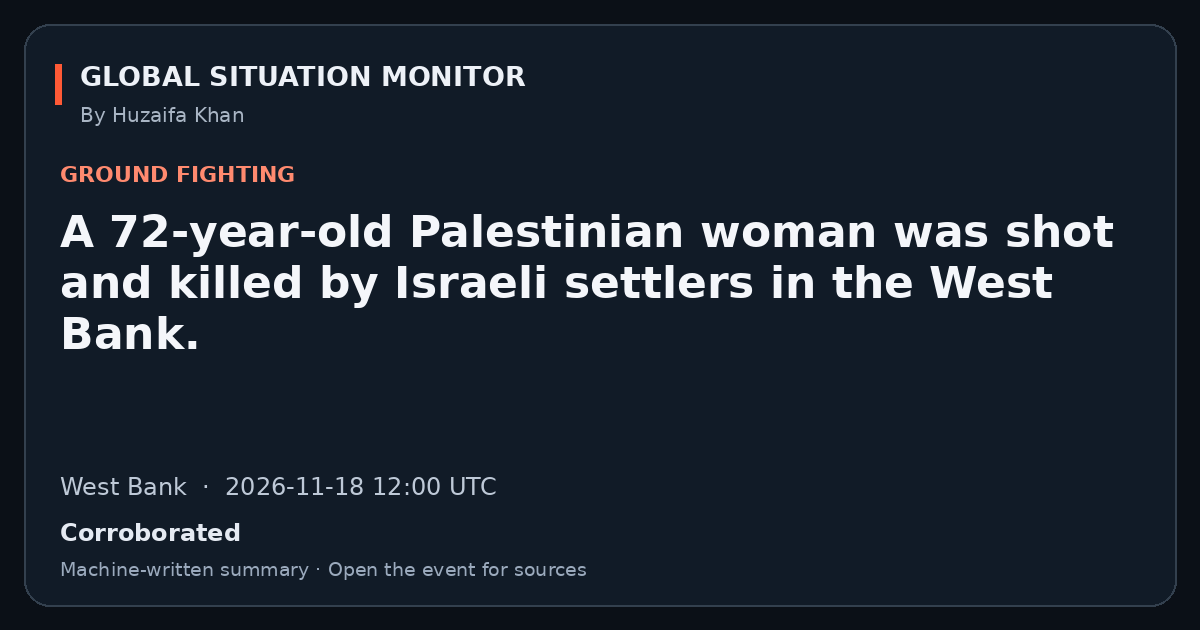 GLOBAL SITUATION MONITOR
By Huzaifa Khan
GROUND FIGHTING
A 72-year-old Palestinian woman was shot
and killed by Israeli settlers in the West
Bank.
West Bank · 2026-11-18 12:00 UTC
Corroborated
Machine-written summary · Open the event for sources